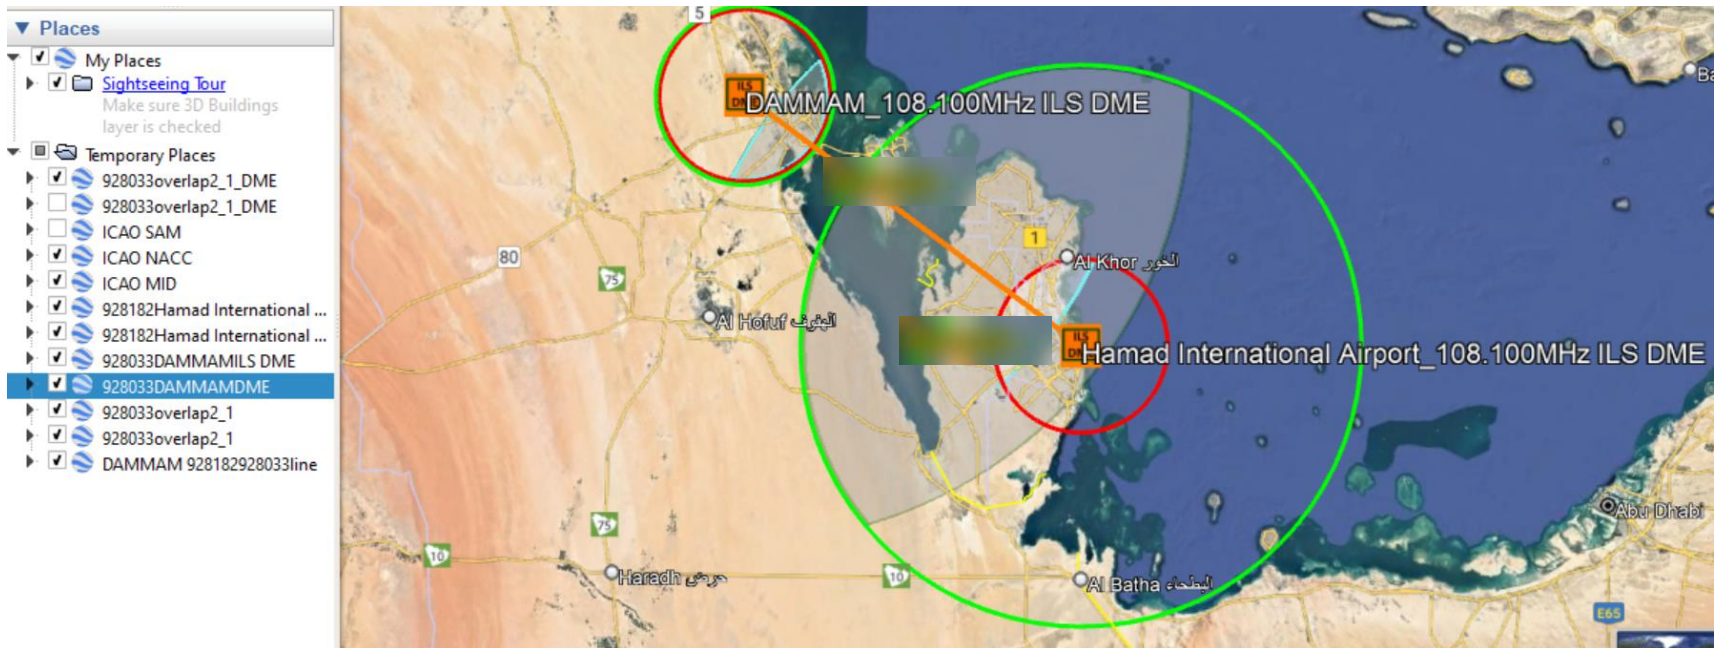 Places
My Places
Sightseeing Tour
Make sure 3D Buildings
layer is checked
Temporary Places
928033overlap2_1_DME
928033overlap2_1_DME
ICAO SAM
ICAO NACC
ICAO MID
928182Hamad International ...
928182Hamad International ...
928033DAMMAMILS DME
928033DAMMAMDME
928033overlap2_1
928033overlap2_1
DAMMAM 928182928033line
5
Ba
ILS
DAMMAM_108.100MHz ILS DME
1
80
75
Al Khor الخور
Al Hofuf الهفوف
ILS
Hamad International Airport_108.100MHz ILS DME
75
Abu Dhabi
10
Haradh حرض
10
Al Batha البطحاء
E65